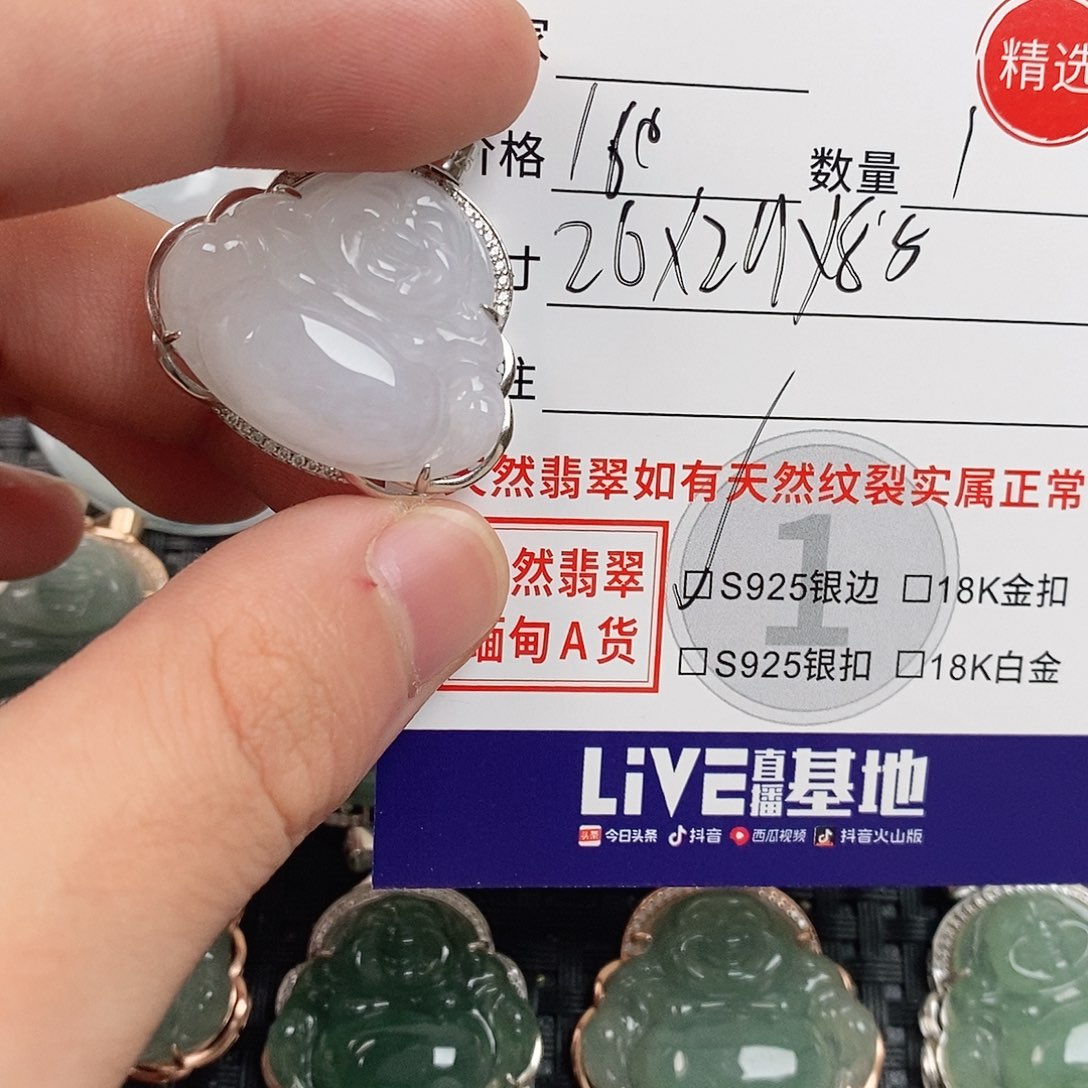 家
精选
价格 数量 1
寸 26X29X8.8
注
然翡翠如有天然纹裂实属正常
然翡翠
缅甸A货
1
☑S925银边 □18K金扣
□S925银扣 □18K白金
LiVE直播基地
头条 今日头条 抖音 西瓜视频 抖音火山版